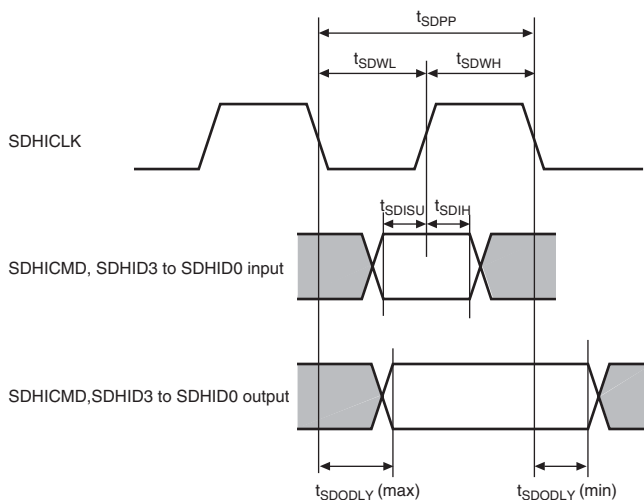 tSDPP
tSDWL tSDWH
SDHICLK
tSDISU tSDIH
SDHICMD, SDHID3 to SDHID0 input
SDHICMD,SDHID3 to SDHID0 output
tSDODLY (max) tSDODLY (min)